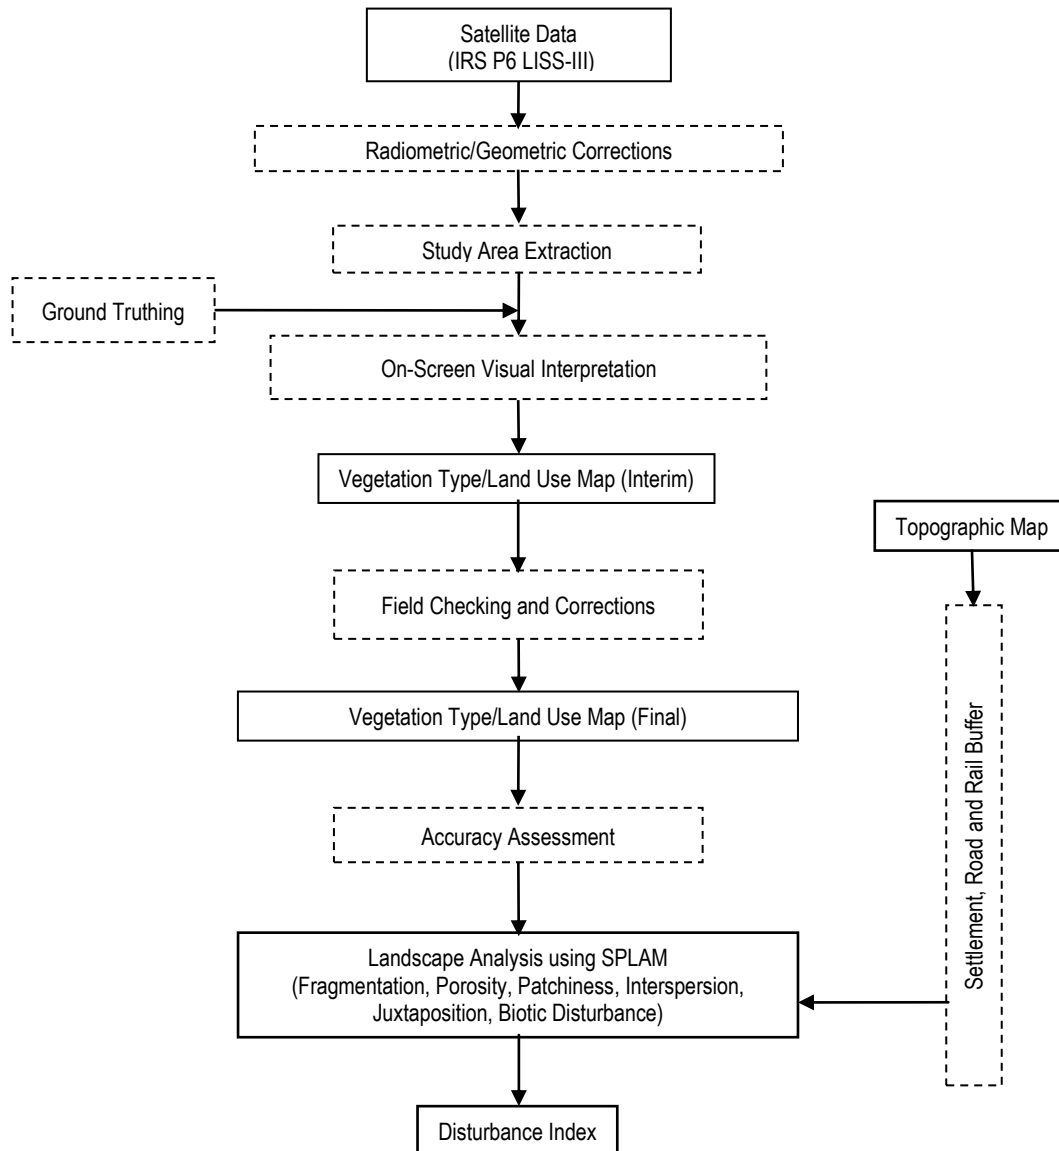 Satellite Data
(IRS P6 LISS-III)
Radiometric/Geometric Corrections
Study Area Extraction
Ground Truthing
On-Screen Visual Interpretation
Vegetation Type/Land Use Map (Interim)
Topographic Map
Field Checking and Corrections
Vegetation Type/Land Use Map (Final)
Settlement, Road and Rail Buffer
Accuracy Assessment
Landscape Analysis using SPLAM
(Fragmentation, Porosity, Patchiness, Interspersion,
Juxtaposition, Biotic Disturbance)
Disturbance Index